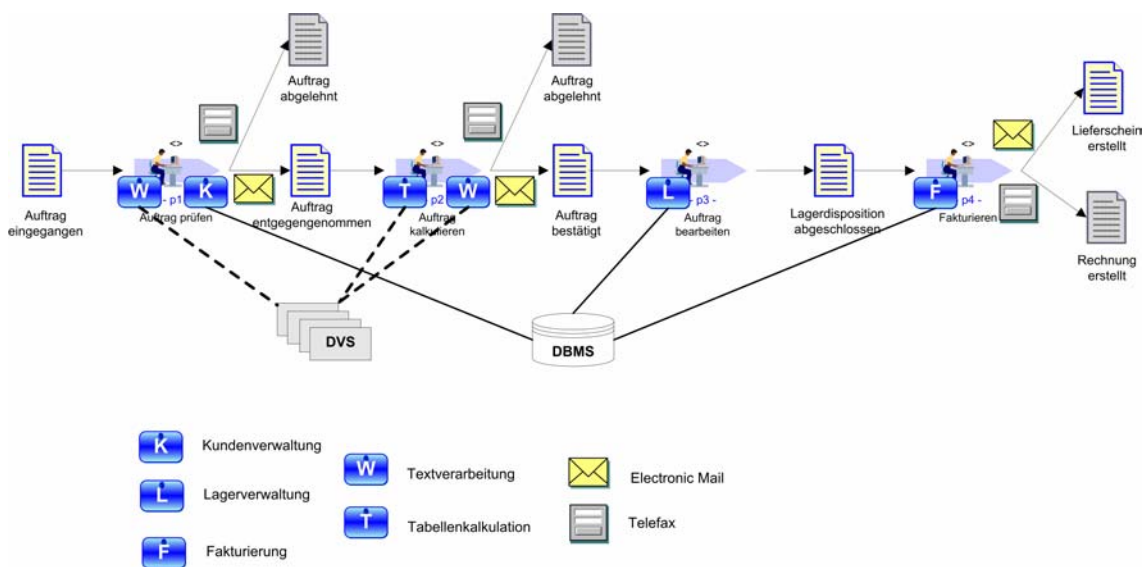 Auftrag
abgelehnt
Auftrag
abgelehnt
Lieferscheim
erstellt
<>
<>
<>
<>
W
- p1
K
Auftrag prüfen
T
p2
W
Auftrag
kalkulieren
L
- p3 -
Auftrag
bearbeiten
F
p4 -
Fakturieren
Auftrag
eingegangen
Auftrag
entgegengenommen
Auftrag
bestätigt
Lagerdisposition
abgeschlossen
Rechnung
erstellt
DVS
DBMS
K
Kundenverwaltung
L
Lagerverwaltung
F
Fakturierung
W
Textverarbeitung
T
Tabellenkalkulation
Electronic Mail
Telefax